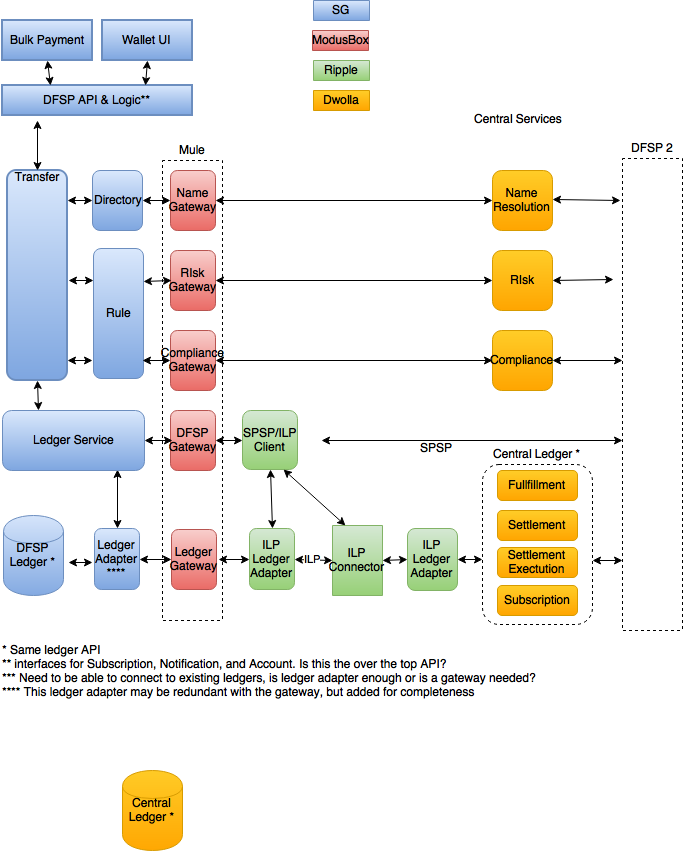 SG
ModusBox
Ripple
Dwolla
Bulk Payment
Wallet UI
DFSP API & Logic**
Central Services
Mule
DFSP 2
Transfer
Directory
Name
Gateway
Name
Resolution
Rule
RIsk
Gateway
RIsk
Compliance
Gateway
Compliance
Ledger Service
DFSP
Gateway
SPSP/ILP
Client
SPSP
Central Ledger *
Fullfillment
Settlement
Settlement
Exectution
Subscription
DFSP
Ledger *
Ledger
Adapter
****
Ledger
Gateway
ILP
Ledger
Adapter
ILP
ILP
Connector
ILP
Ledger
Adapter
* Same ledger API
** interfaces for Subscription, Notification, and Account. Is this the over the top API?
*** Need to be able to connect to existing ledgers, is ledger adapter enough or is a gateway needed?
**** This ledger adapter may be redundant with the gateway, but added for completeness
Central
Ledger *